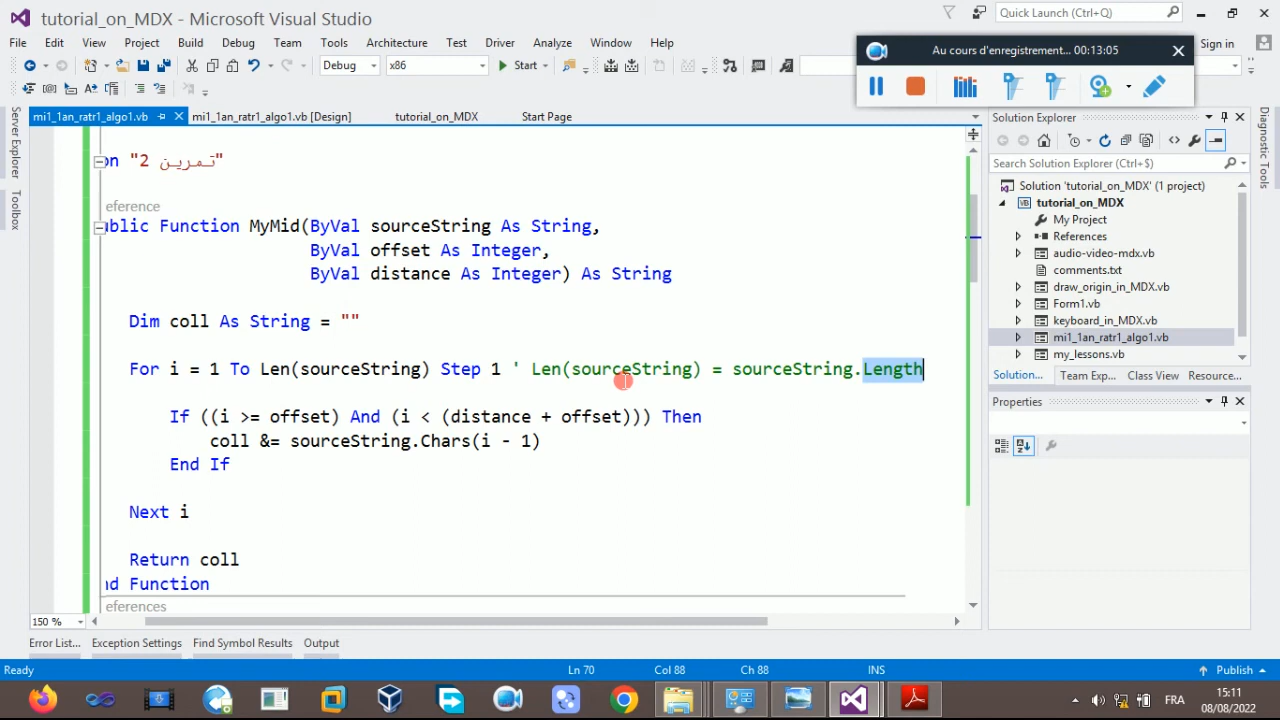 tutorial_on_MDX - Microsoft Visual Studio
Quick Launch (Ctrl+Q)
File Edit View Project Build Debug Team Tools Architecture Test Driver Analyze Window Help
Sign in
Au cours d'enregistrement... 00:13:05
Debug x86 Start
mi1_1an_ratr1_algo1.vb mi1_1an_ratr1_algo1.vb [Design] tutorial_on_MDX Start Page
Server Explorer
Toolbox
on "تمرين 2"
eference
ublic Function MyMid(ByVal sourceString As String,
ByVal offset As Integer,
ByVal distance As Integer) As String
Dim coll As String = ""
For i = 1 To Len(sourceString) Step 1 ' Len(sourceString) = sourceString.Length
If ((i >= offset) And (i < (distance + offset))) Then
coll &= sourceString.Chars(i - 1)
End If
Next i
Return coll
nd Function
eferences
150 %
Solution Explorer
Search Solution Explorer (Ctrl+$)
Solution 'tutorial_on_MDX' (1 project)
tutorial_on_MDX
My Project
References
audio-video-mdx.vb
comments.txt
draw_origin_in_MDX.vb
Form1.vb
keyboard_in_MDX.vb
mi1_1an_ratr1_algo1.vb
my_lessons.vb
Solution... Team Exp... Class View Resource...
Properties
Diagnostic Tools
Error List... Exception Settings Find Symbol Results Output
Ready Ln 70 Col 88 Ch 88 INS Publish
FRA
15:11
08/08/2022